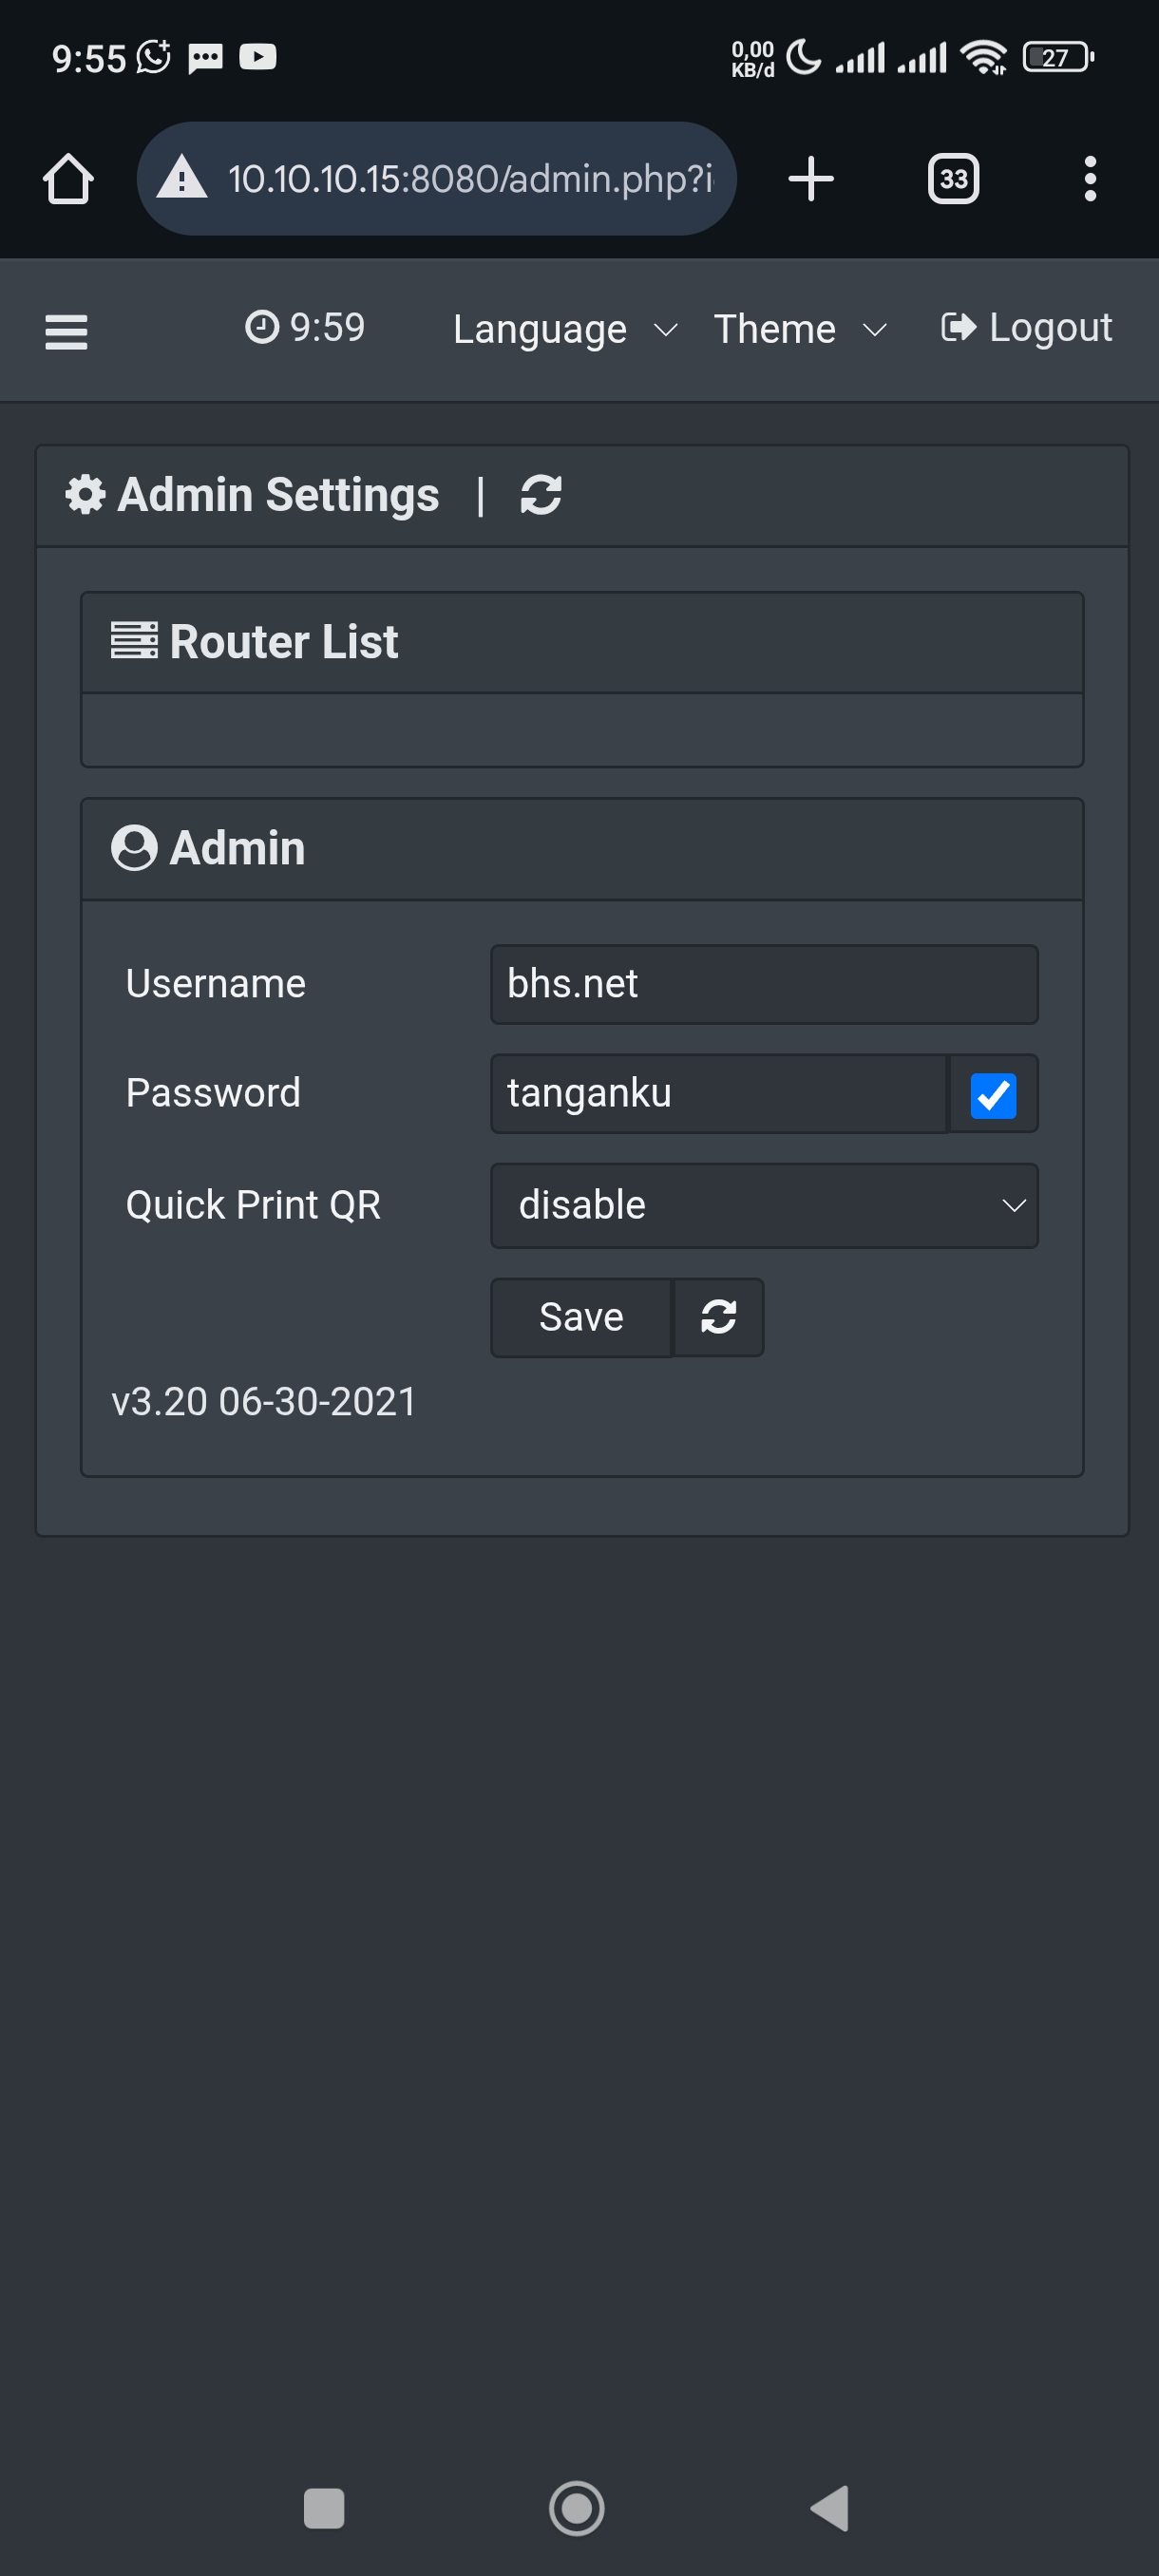 9:55
0,00
KB/d
27
10.10.10.15:8080/admin.php?i
33
9:59 Language Theme Logout
Admin Settings |
Router List
Admin
Username bhs.net
Password tanganku
Quick Print QR disable
Save
v3.20 06-30-2021